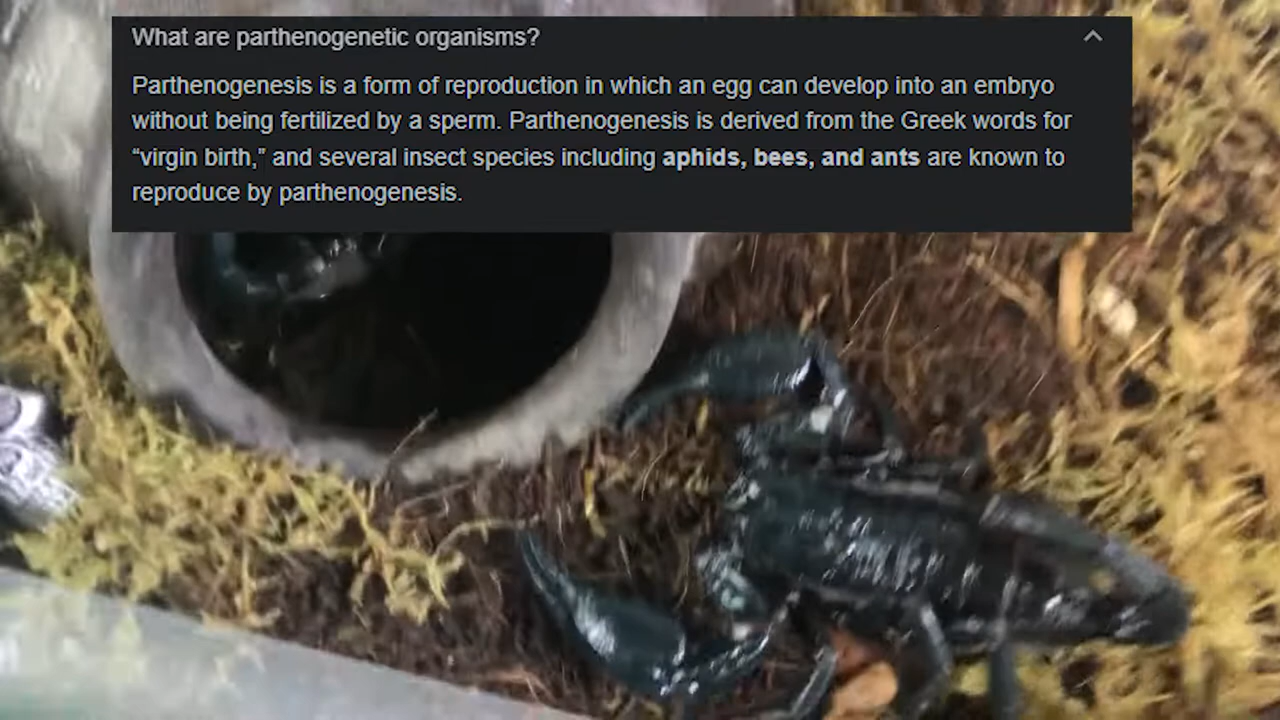 What are parthenogenetic organisms?
Parthenogenesis is a form of reproduction in which an egg can develop into an embryo
without being fertilized by a sperm. Parthenogenesis is derived from the Greek words for
“virgin birth,” and several insect species including aphids, bees, and ants are known to
reproduce by parthenogenesis.